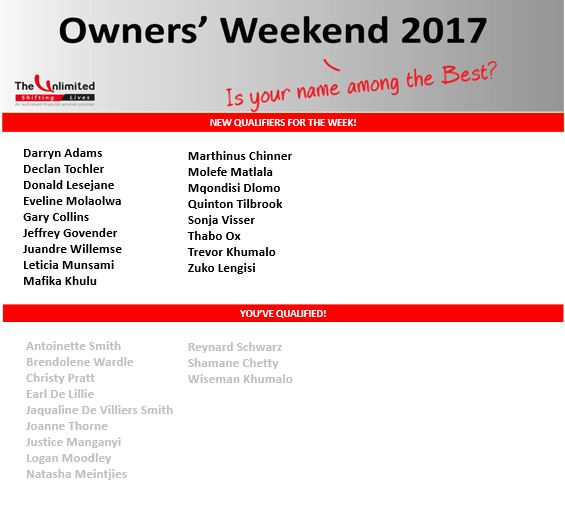 Owners' Weekend 2017
The Unlimited
Shifting Lives
An authorised financial services provider
Is your name among the Best?
NEW QUALIFIERS FOR THE WEEK!
Darryn Adams
Declan Tochler
Donald Lesejane
Eveline Molaolwa
Gary Collins
Jeffrey Govender
Juandre Willemse
Leticia Munsami
Mafika Khulu
Marthinus Chinner
Molefe Matlala
Mqondisi Dlomo
Quinton Tilbrook
Sonja Visser
Thabo Ox
Trevor Khumalo
Zuko Lengisi
YOU'VE QUALIFIED!
Antoinette Smith
Brendolene Wardle
Christy Pratt
Earl De Lillie
Jaqualine De Villiers Smith
Joanne Thorne
Justice Manganyi
Logan Moodley
Natasha Meintjies
Reynard Schwarz
Shamane Chetty
Wiseman Khumalo